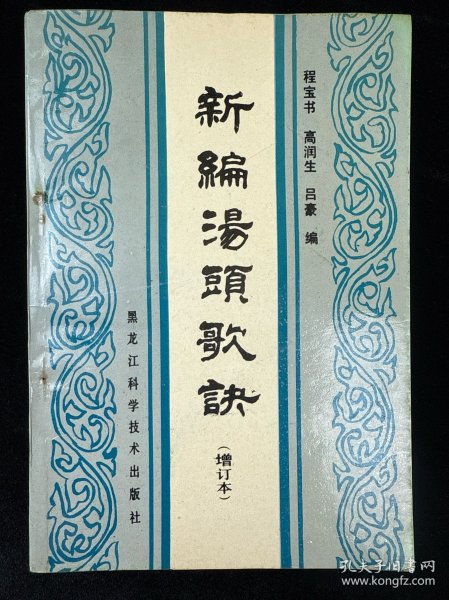 程宝书 高润生 吕豪 编
新編湯頭歌訣
(增订本)
黑龙江科学技术出版社
孔夫子旧书网
www.kongfz.com